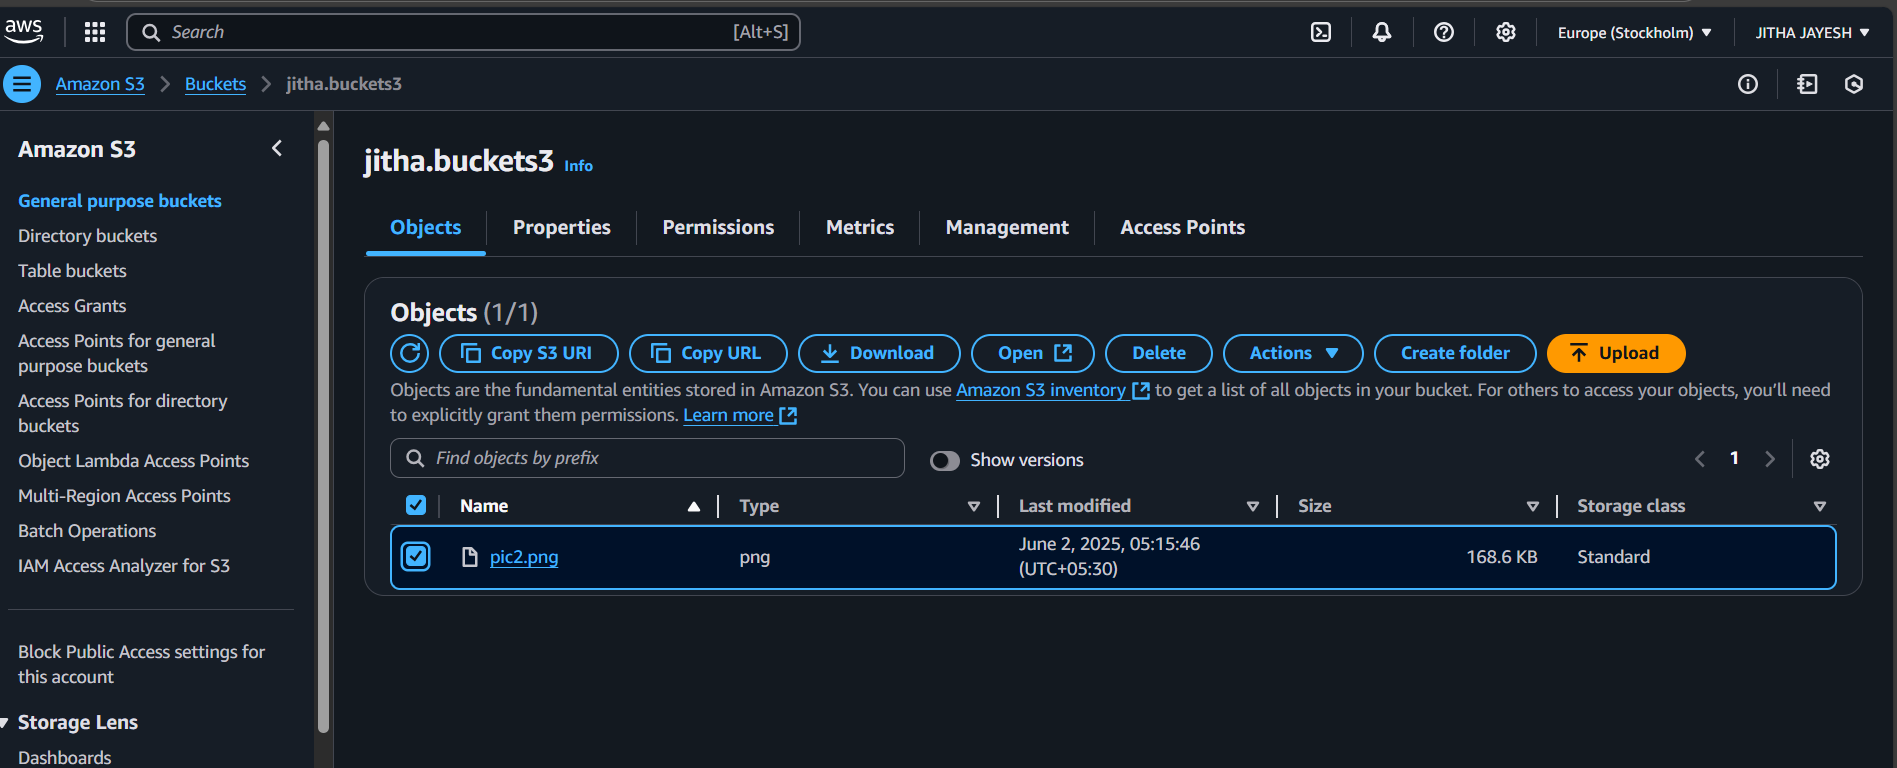 aws
Search [Alt+S]
Europe (Stockholm)
JITHA JAYESH
Amazon S3
Buckets
jitha.buckets3
Amazon S3
General purpose buckets
Directory buckets
Table buckets
Access Grants
Access Points for general
purpose buckets
Access Points for directory
buckets
Object Lambda Access Points
Multi-Region Access Points
Batch Operations
IAM Access Analyzer for S3
Block Public Access settings for
this account
Storage Lens
Dashboards
jitha.buckets3 Info
Objects Properties Permissions Metrics Management Access Points
Objects (1/1)
Copy S3 URI Copy URL Download Open Delete Actions Create folder Upload
Objects are the fundamental entities stored in Amazon S3. You can use Amazon S3 inventory to get a list of all objects in your bucket. For others to access your objects, you’ll need
to explicitly grant them permissions. Learn more
Find objects by prefix
Show versions
1
Name Type Last modified Size Storage class
pic2.png png June 2, 2025, 05:15:46 168.6 KB Standard
(UTC+05:30)